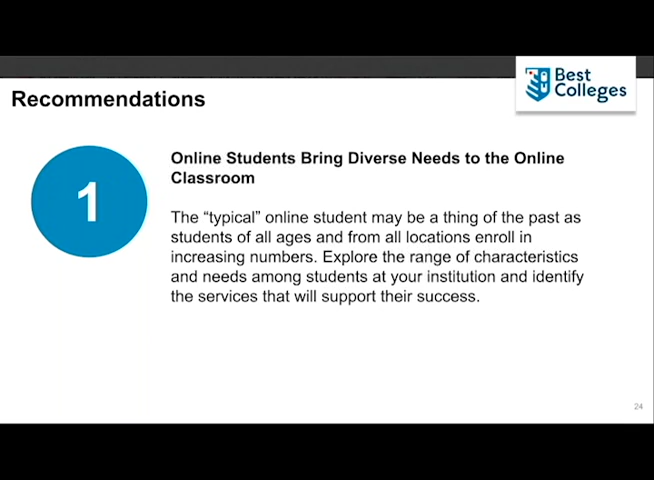 Best
Colleges
Recommendations
1
Online Students Bring Diverse Needs to the Online
Classroom
The “typical” online student may be a thing of the past as
students of all ages and from all locations enroll in
increasing numbers. Explore the range of characteristics
and needs among students at your institution and identify
the services that will support their success.
24